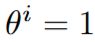 θ^i = 1